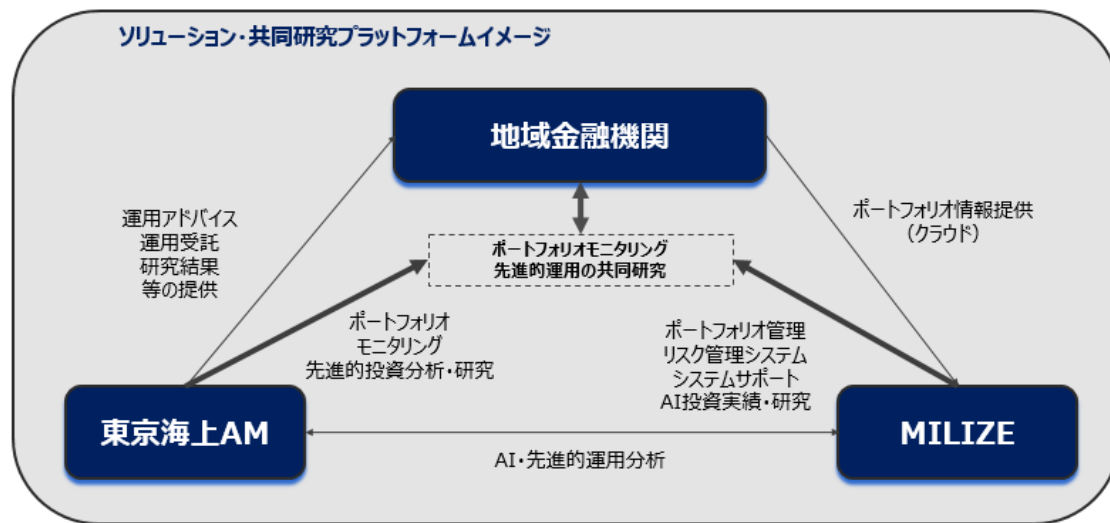 ソリューション・共同研究プラットフォームイメージ
地域金融機関
運用アドバイス
運用受託
研究結果
等の提供
ポートフォリオ情報提供
（クラウド）
ポートフォリオモニタリング
先進的運用の共同研究
ポートフォリオ
モニタリング
先進的投資分析・研究
ポートフォリオ管理
リスク管理システム
システムサポート
AI投資実績・研究
東京海上AM
MILIZE
AI・先進的運用分析